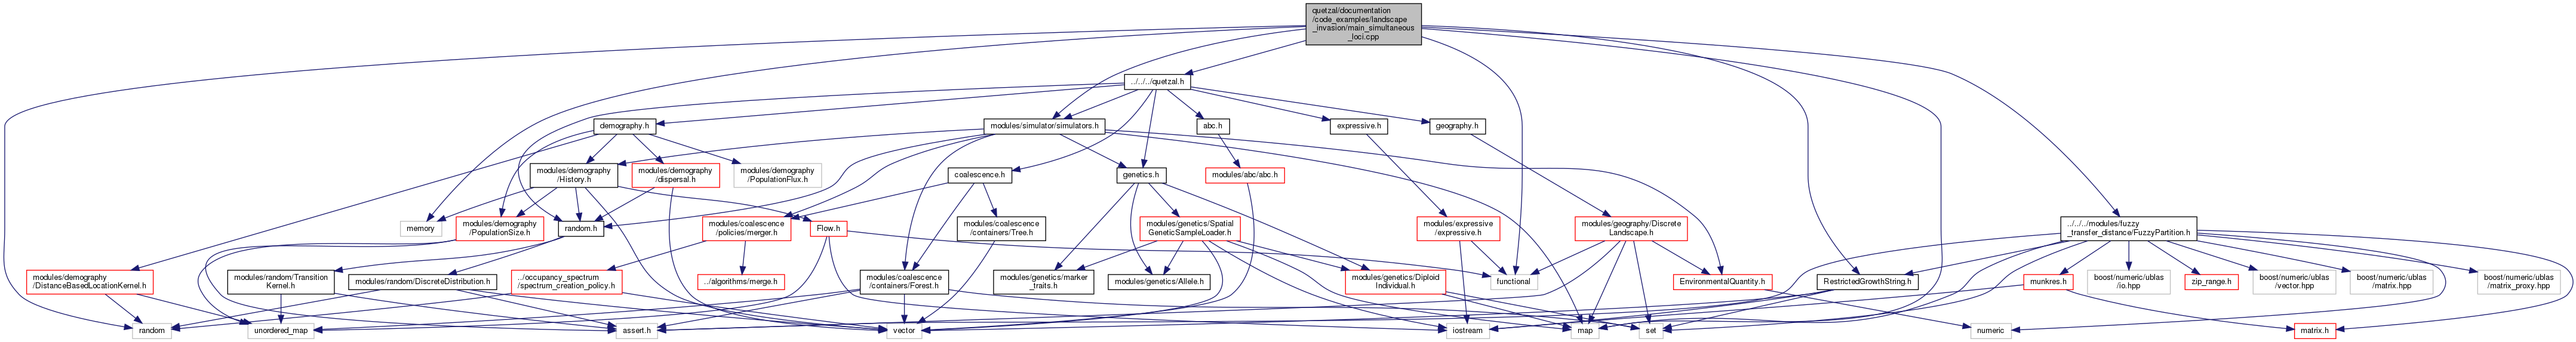 quetzal/documentation
/code_examples/landscape
_invasion/main_simultaneous
_loci.cpp
../../../quetzal.h
demography.h
modules/simulator/simulators.h
abc.h
expressive.h
geography.h
modules/demography
/History.h
modules/demography
/dispersal.h
modules/demography
/PopulationFlux.h
coalescence.h
genetics.h
modules/abc/abc.h
memory
modules/demography
/PopulationSize.h
random.h
modules/coalescence
/policies/merger.h
Flow.h
modules/coalescence
/containers/Tree.h
modules/genetics/Spatial
GeneticSampleLoader.h
modules/expressive
/expressive.h
modules/geography/Discrete
Landscape.h
../../../modules/fuzzy
_transfer_distance/FuzzyPartition.h
modules/demography
/DistanceBasedLocationKernel.h
modules/random/Transition
Kernel.h
modules/random/DiscreteDistribution.h
../occupancy_spectrum
/spectrum_creation_policy.h
../algorithms/merge.h
modules/coalescence
/containers/Forest.h
modules/genetics/marker
_traits.h
modules/genetics/Allele.h
modules/genetics/Diploid
Individual.h
functional
EnvironmentalQuantity.h
RestrictedGrowthString.h
munkres.h
boost/numeric/ublas
/io.hpp
zip_range.h
boost/numeric/ublas
/vector.hpp
boost/numeric/ublas
/matrix.hpp
boost/numeric/ublas
/matrix_proxy.hpp
random
unordered_map
assert.h
vector
iostream
map
set
numeric
matrix.h